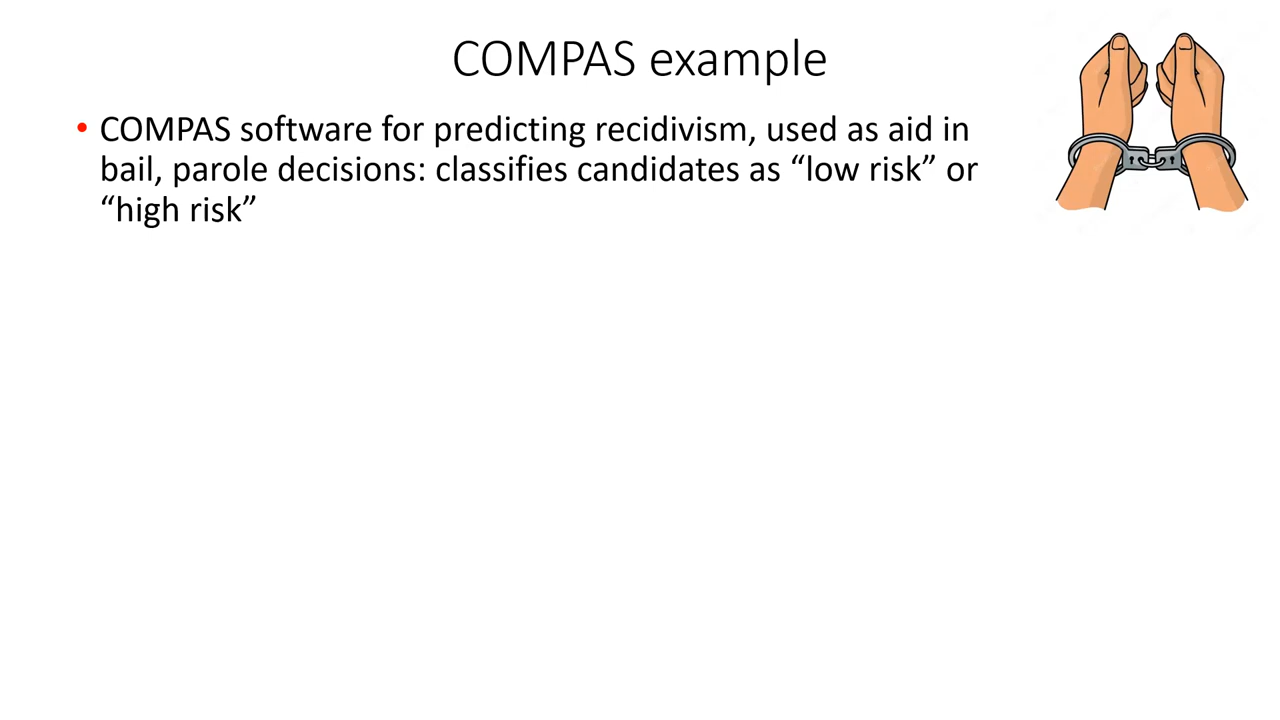 COMPAS example
• COMPAS software for predicting recidivism, used as aid in
bail, parole decisions: classifies candidates as “low risk” or
“high risk”